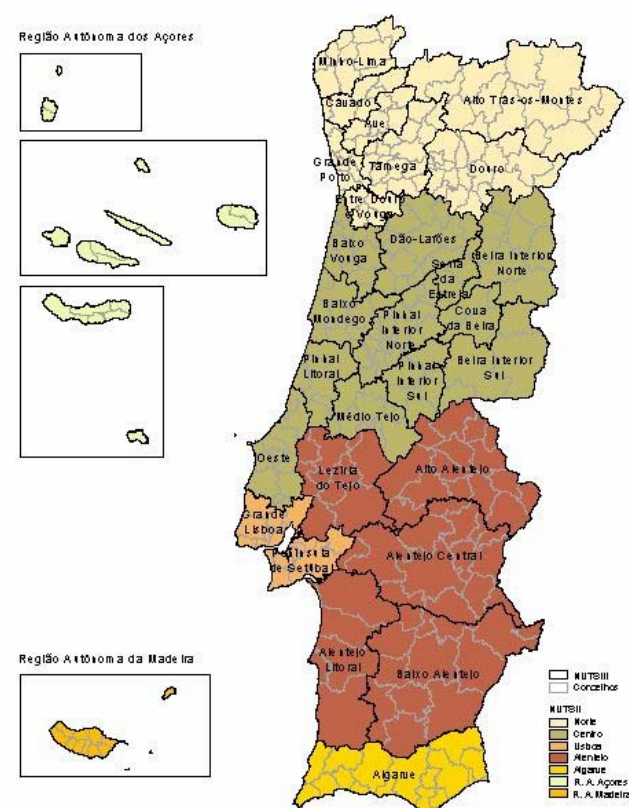 Região Autónoma dos Açores
Minho-Lima
Alto Trás-os-Montes
Cávado
Ave
Grande
Porto
Tâmega
Douro
Entre Douro
e Vouga
Baixo
Vouga
Dão-Lafões
Serra
da
Estrela
Beira Interior
Norte
Baixo
Mondego
Pinhal
Interior
Norte
Cova
da Beira
Pinhal
Litoral
Pinhal
Interior
Sul
Beira Interior
Sul
Médio Tejo
Oeste
Lezíria
do Tejo
Alto Alentejo
Grande
Lisboa
Península
de Setúbal
Alentejo Central
Região Autónoma da Madeira
Alentejo
Litoral
Baixo Alentejo
Algarve
NUTSIII
Concelhos
NUTSII
Norte
Centro
Lisboa
Alentejo
Algarve
R. A. Açores
R. A. Madeira